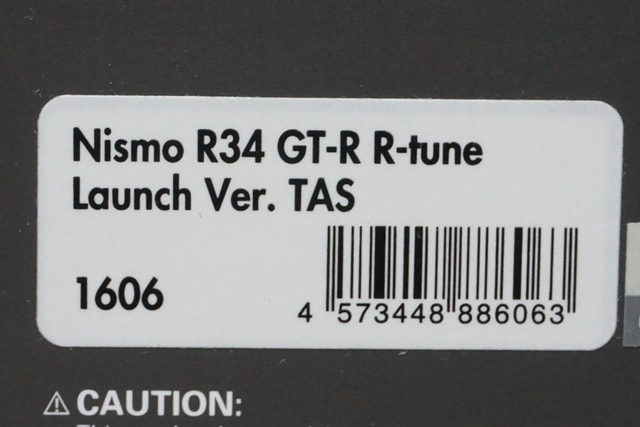 Nismo R34 GT-R R-tune
Launch Ver. TAS
1606
4 573448 886063
⚠ CAUTION: